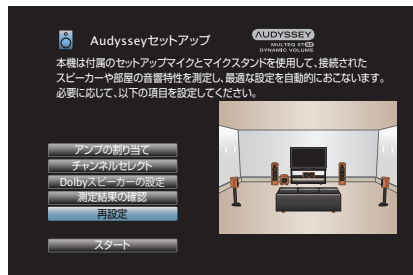 Audysseyセットアップ
AUDYSSEY
MULTEQ XT32
DYNAMIC VOLUME
本機は付属のセットアップマイクとマイクスタンドを使用して、接続された
スピーカーや部屋の音響特性を測定し、最適な設定を自動的におこないます。
必要に応じて、以下の項目を設定してください。
アンプの割り当て
チャンネルセレクト
Dolbyスピーカーの設定
測定結果の確認
再設定
スタート